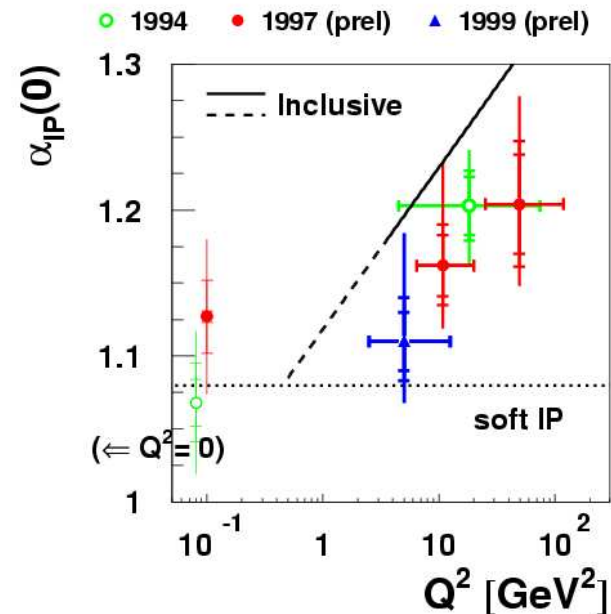 1994 1997 (prel) 1999 (prel)
α_IP(0)
1.3
1.2
1.1
1
Inclusive
soft IP
(⇐ Q²=0)
10⁻¹ 1 10 10²
Q² [GeV²]